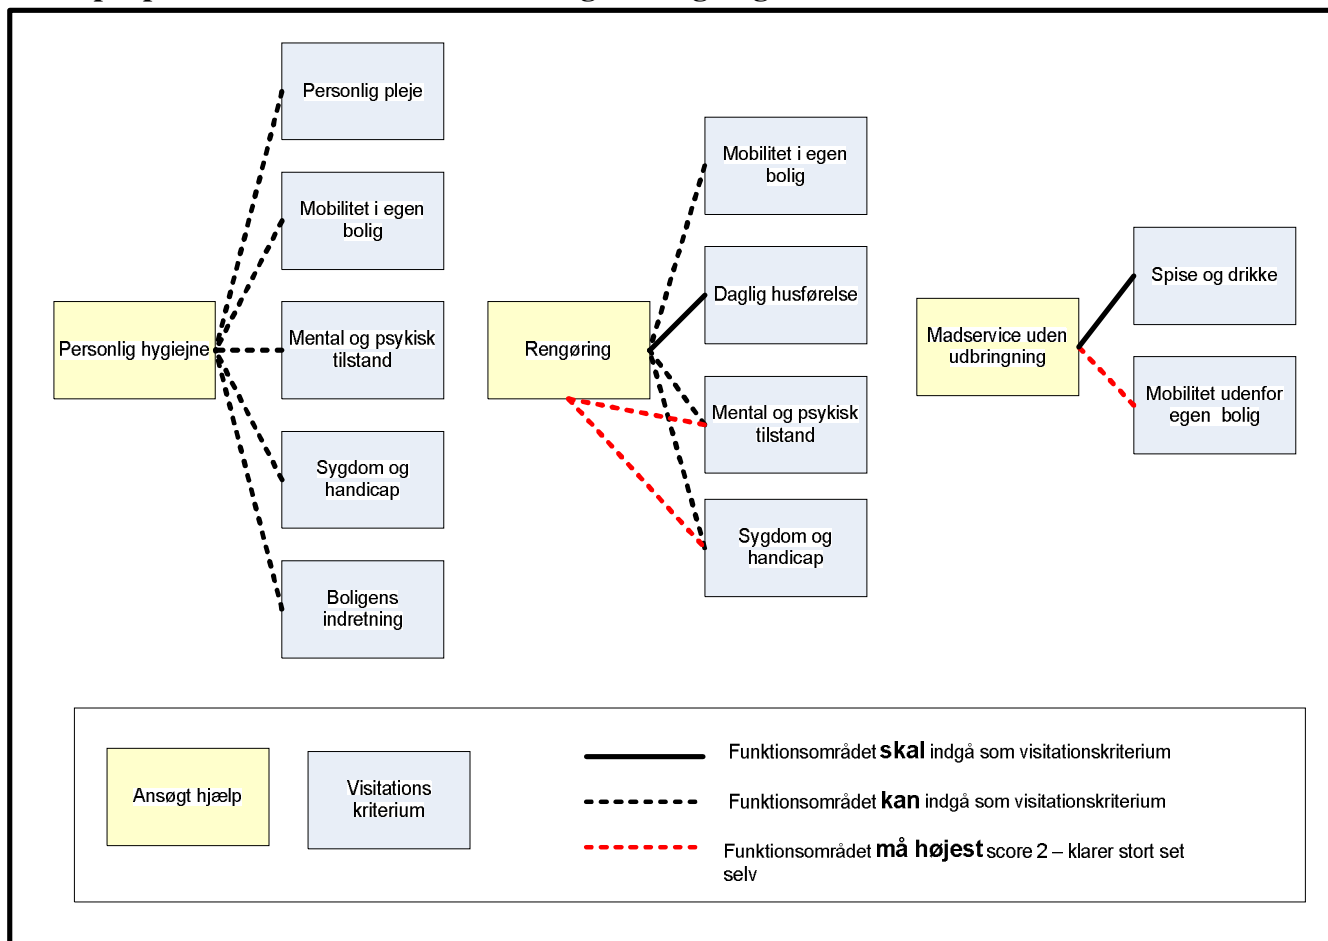 Personlig pleje
Mobilitet i egen
bolig
Personlig hygiejne
Mental og psykisk
tilstand
Sygdom og
handicap
Boligens
indretning
Mobilitet i egen
bolig
Daglig husførelse
Rengøring
Mental og psykisk
tilstand
Sygdom og
handicap
Spise og drikke
Madservice uden
udbringning
Mobilitet udenfor
egen bolig
Ansøgt hjælp
Visitations
kriterium
Funktionsområdet skal indgå som visitationskriterium
Funktionsområdet kan indgå som visitationskriterium
Funktionsområdet må højest score 2 – klarer stort set
selv